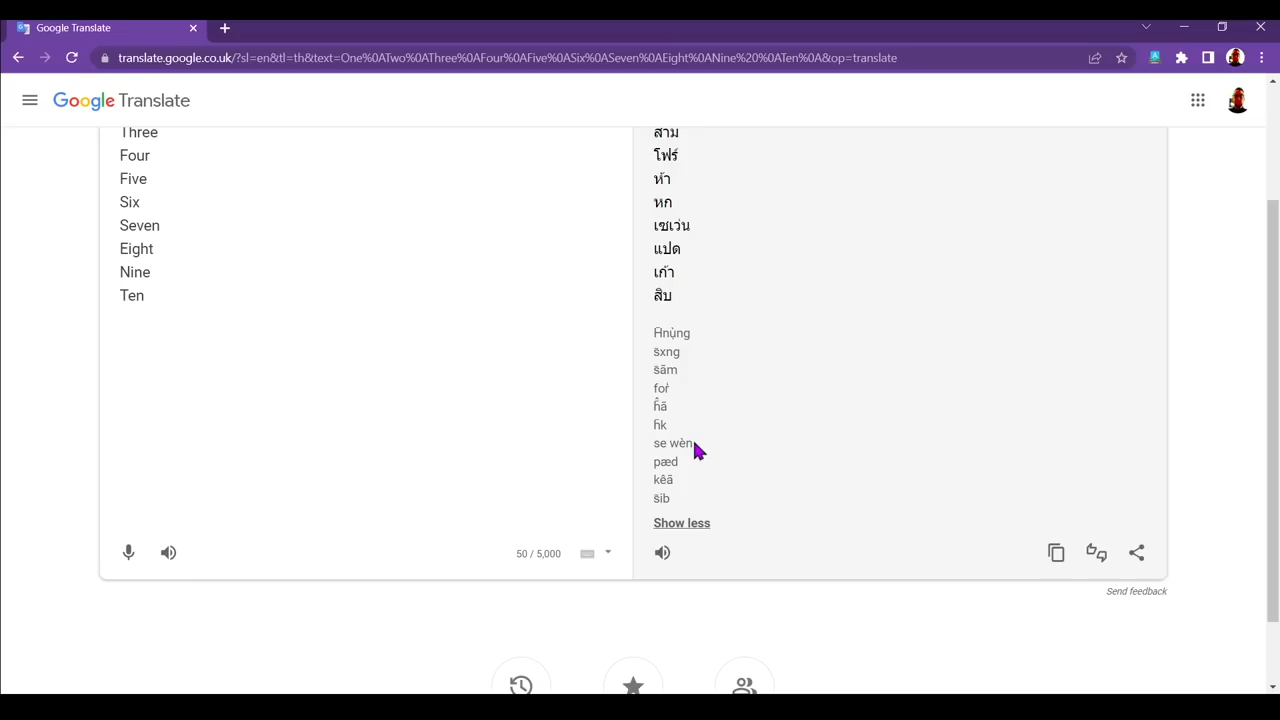 Google Translate
translate.google.co.uk/?sl=en&tl=th&text=One%0ATwo%0AThree%0AFour%0AFive%0ASix%0ASeven%0AEight%0ANine%20%0ATen%0A&op=translate
Google Translate
Three
Four
Five
Six
Seven
Eight
Nine
Ten
สาม
โฟร์
ห้า
หก
เซเว่น
แปด
เก้า
สิบ
H̄nụ̀ng
s̄xng
s̄ām
for̒
h̄̂ā
h̄k
se wèn
pæd
kêā
s̄ib
Show less
50 / 5,000
Send feedback